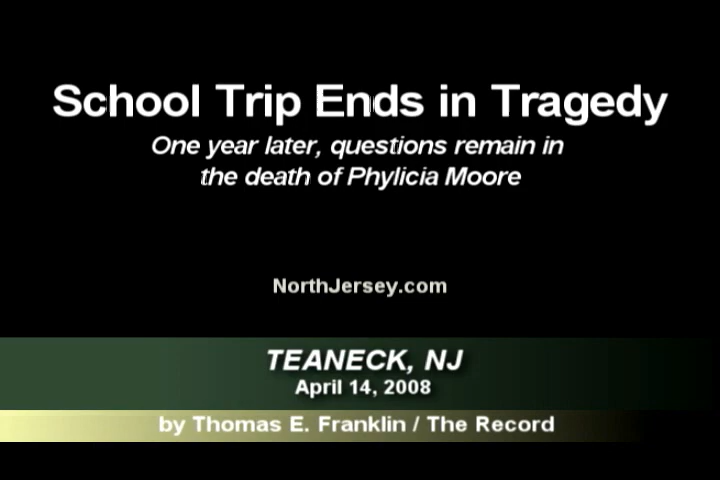 School Trip Ends in Tragedy
One year later, questions remain in
the death of Phylicia Moore
NorthJersey.com
TEANECK, NJ
April 14, 2008
by Thomas E. Franklin / The Record